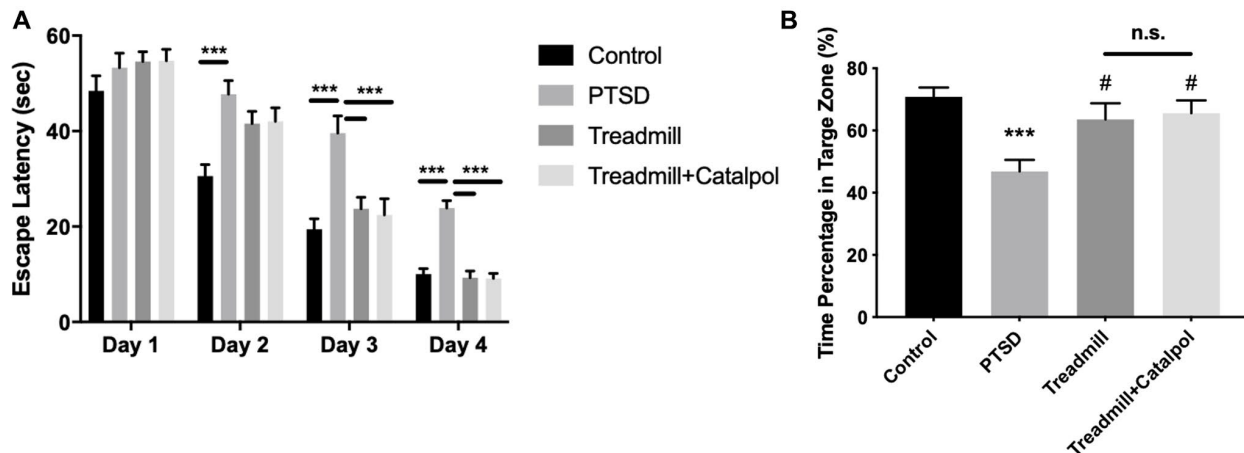 A
Escape Latency (sec)
60
40
20
0
***
***
***
***
***
Day 1
Day 2
Day 3
Day 4
Control
PTSD
Treadmill
Treadmill+Catalpol
B
Time Percentage in Targe Zone (%)
80
60
40
20
0
***
#
#
n.s.
Control
PTSD
Treadmill
Treadmill+Catalpol